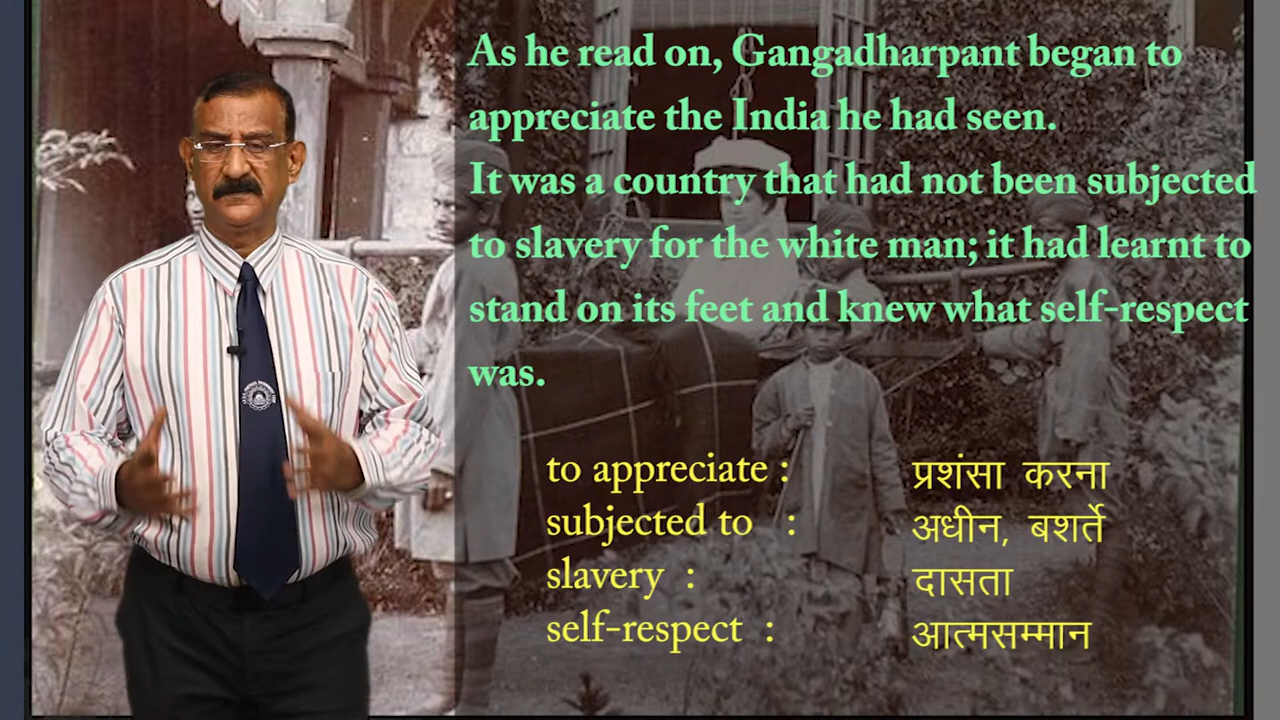 As he read on, Gangadharpant began to
appreciate the India he had seen.
It was a country that had not been subjected
to slavery for the white man; it had learnt to
stand on its feet and knew what self-respect
was.
to appreciate : प्रशंसा करना
subjected to : अधीन, बशर्ते
slavery : दासता
self-respect : आत्मसम्मान